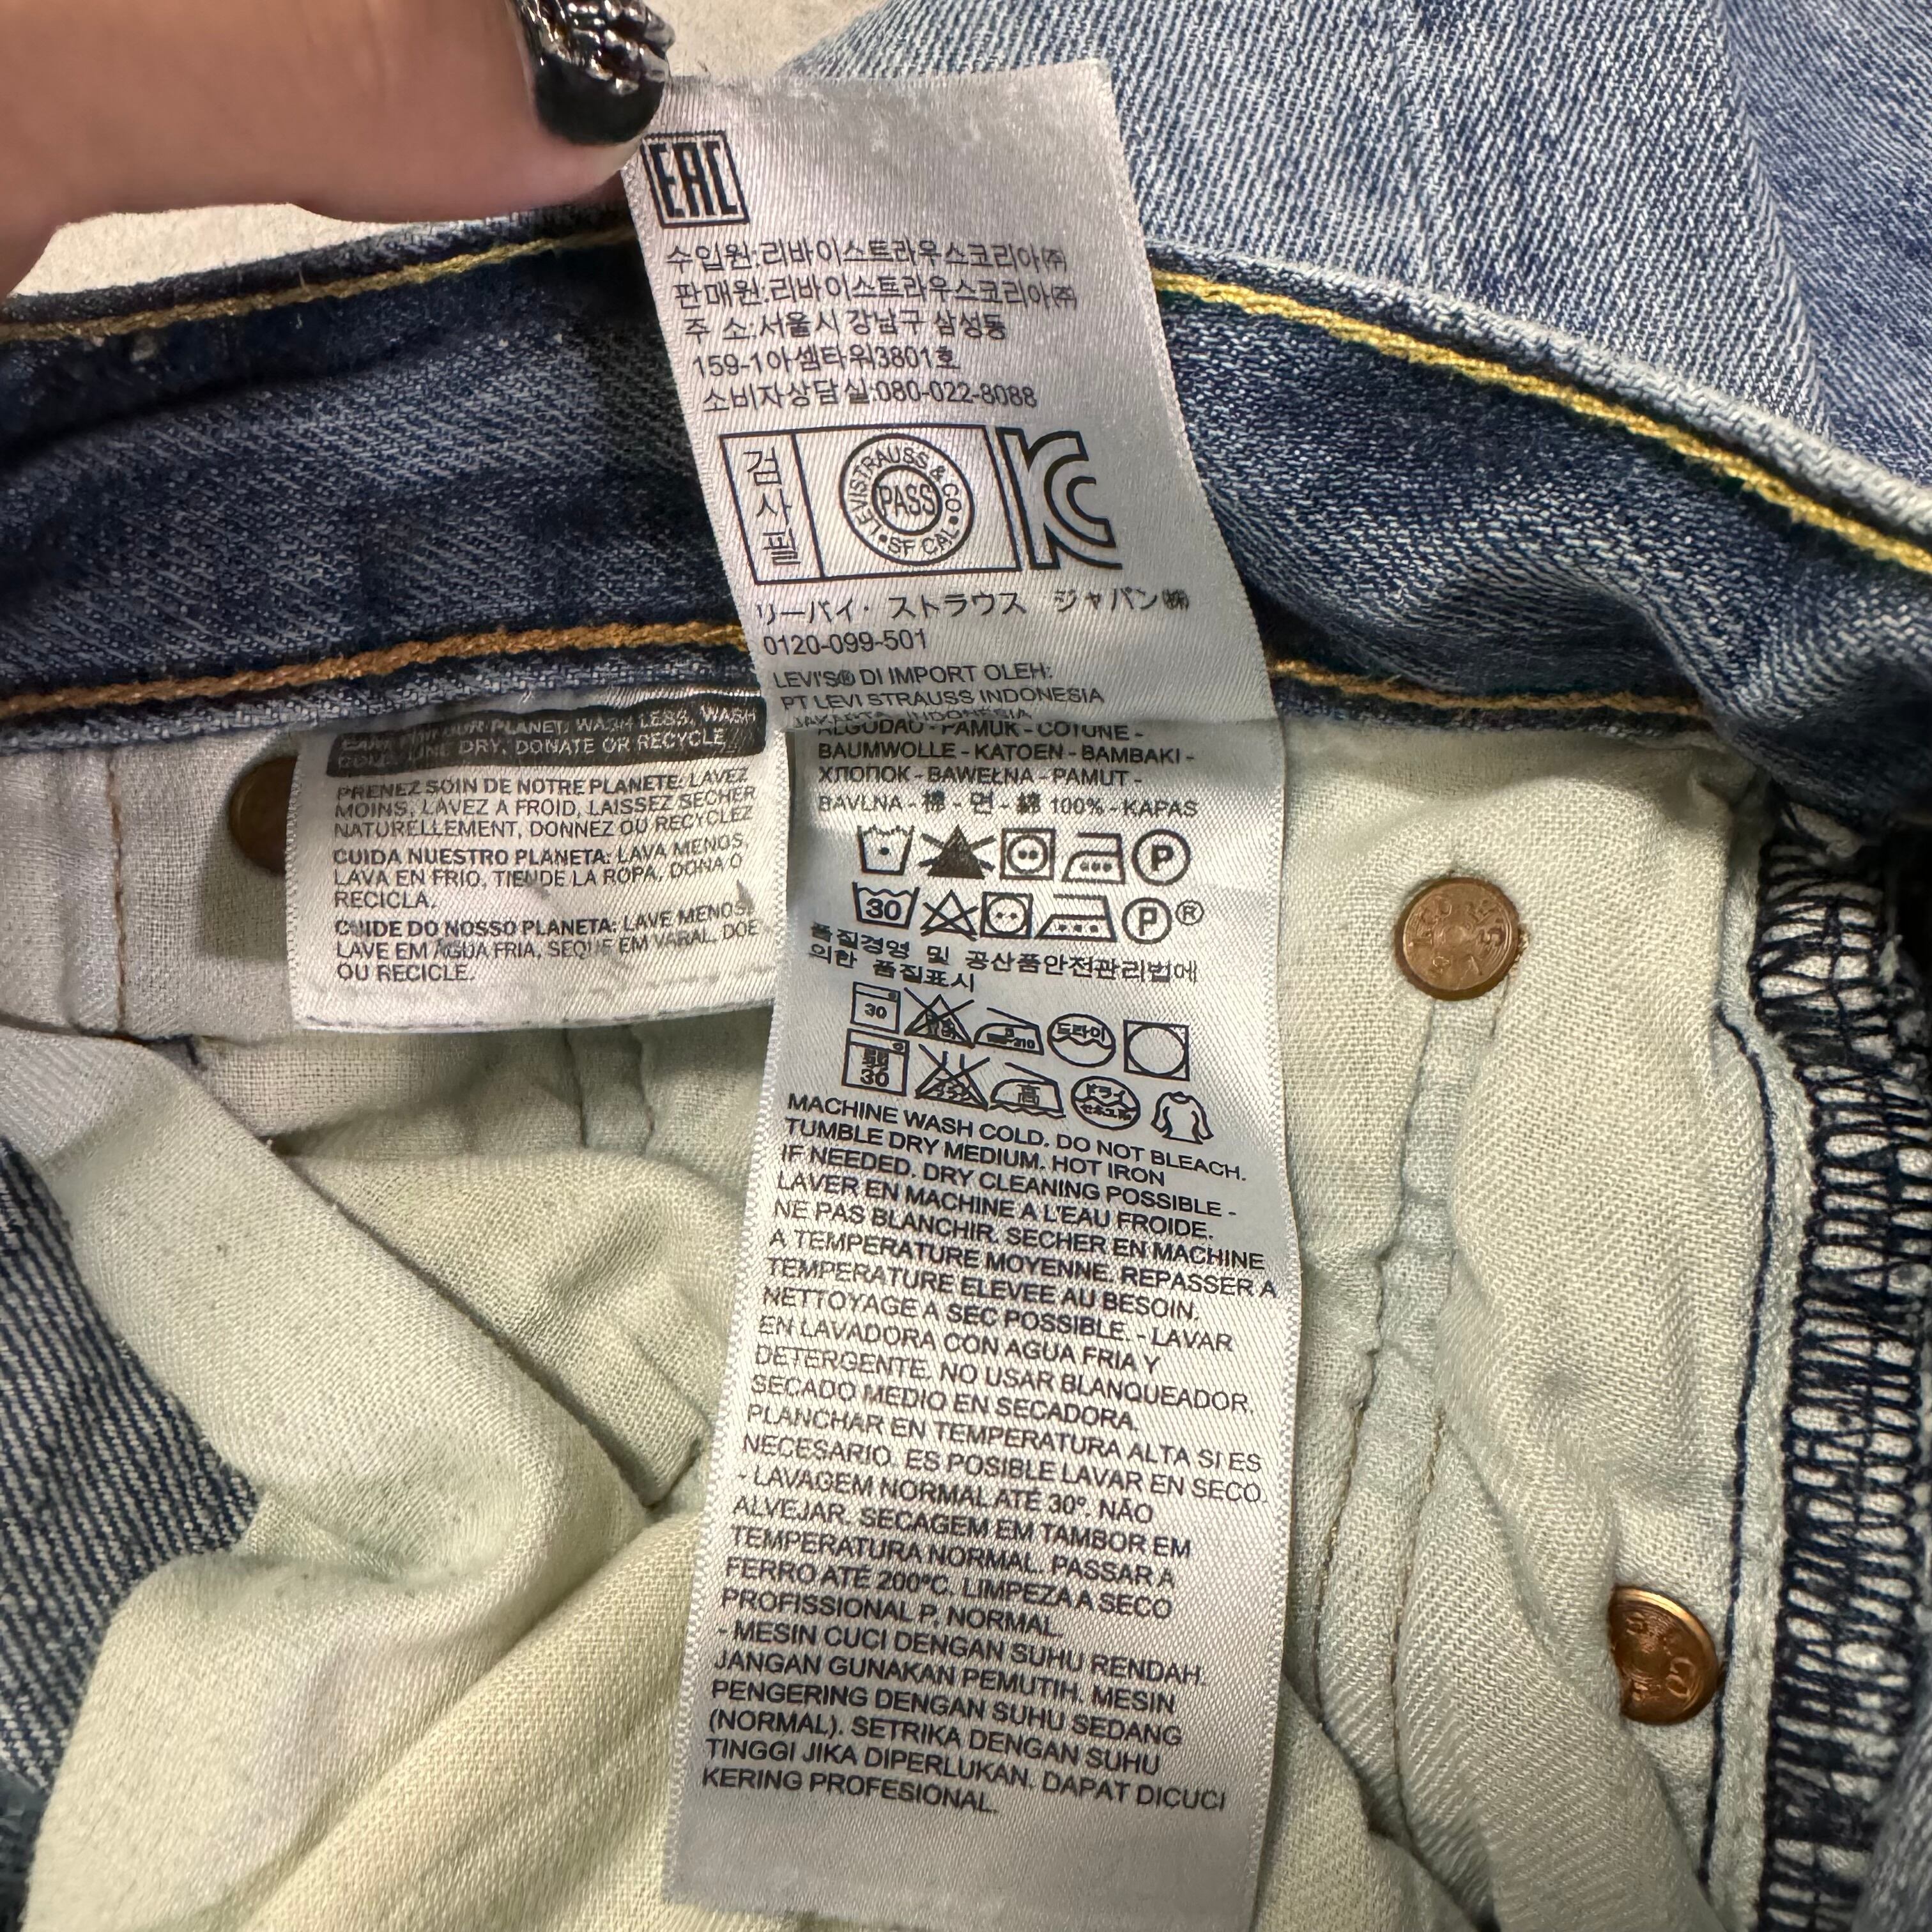 EAC
수입원:리바이스트라우스코리아㈜
판매원:리바이스트라우스코리아㈜
주 소:서울시 강남구 삼성동
159-1아셈타워3801호
소비자상담실:080-022-8088
검사필
LEVI STRAUSS & CO
PASS
SF CAL
リーバイ・ストラウス ジャパン㈱
0120-099-501
LEVI'S® DI IMPORT OLEH:
PT LEVI STRAUSS INDONESIA
JAKARTA, INDONESIA
ALGODAO - PAMUK - COTONE -
BAUMWOLLE - KATOEN - BAMBAKI -
ХЛОПОК - BAWEŁNA - PAMUT -
BAVLNA - 棉 - 면 - 綿 100% - KAPAS
P
30
P®
품질경영 및 공산품안전관리법에
의한 품질표시
30
드라이
弱
30
高
ドライ
セキユ系
MACHINE WASH COLD. DO NOT BLEACH.
TUMBLE DRY MEDIUM. HOT IRON
IF NEEDED. DRY CLEANING POSSIBLE -
LAVER EN MACHINE A L'EAU FROIDE.
NE PAS BLANCHIR. SECHER EN MACHINE
A TEMPERATURE MOYENNE. REPASSER A
TEMPERATURE ELEVEE AU BESOIN.
NETTOYAGE A SEC POSSIBLE. - LAVAR
EN LAVADORA CON AGUA FRIA Y
DETERGENTE. NO USAR BLANQUEADOR.
SECADO MEDIO EN SECADORA.
PLANCHAR EN TEMPERATURA ALTA SI ES
NECESARIO. ES POSIBLE LAVAR EN SECO.
- LAVAGEM NORMAL ATÉ 30º. NÃO
ALVEJAR. SECAGEM EM TAMBOR EM
TEMPERATURA NORMAL. PASSAR A
FERRO ATÉ 200ºC. LIMPEZA A SECO
PROFISSIONAL P, NORMAL.
- MESIN CUCI DENGAN SUHU RENDAH.
JANGAN GUNAKAN PEMUTIH. MESIN
PENGERING DENGAN SUHU SEDANG
(NORMAL). SETRIKA DENGAN SUHU
TINGGI JIKA DIPERLUKAN. DAPAT DICUCI
KERING PROFESIONAL.
OUR PLANET: WASH LESS, WASH
COLD, LINE DRY, DONATE OR RECYCLE
PRENEZ SOIN DE NOTRE PLANETE: LAVEZ
MOINS, LAVEZ A FROID, LAISSEZ SECHER
NATURELLEMENT, DONNEZ OU RECYCLEZ
CUIDA NUESTRO PLANETA: LAVA MENOS,
LAVA EN FRIO, TIENDE LA ROPA, DONA O
RECICLA.
CUIDE DO NOSSO PLANETA: LAVE MENOS,
LAVE EM ÁGUA FRIA, SEQUE EM VARAL, DOE
OU RECICLE.